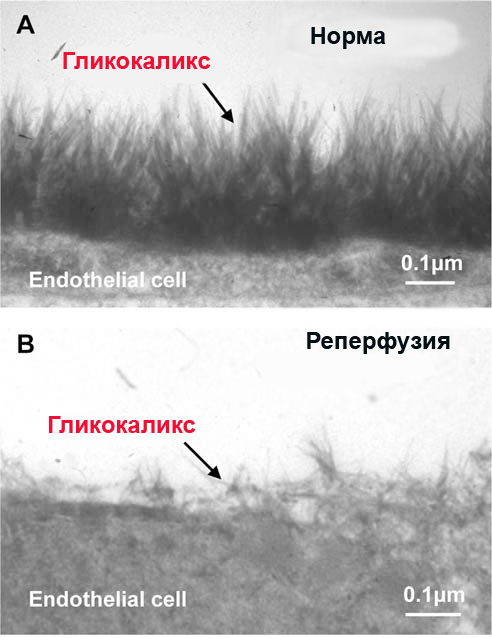 A
Норма
Гликокаликс
0.1µm
Endothelial cell
B
Реперфузия
Гликокаликс
0.1µm
Endothelial cell